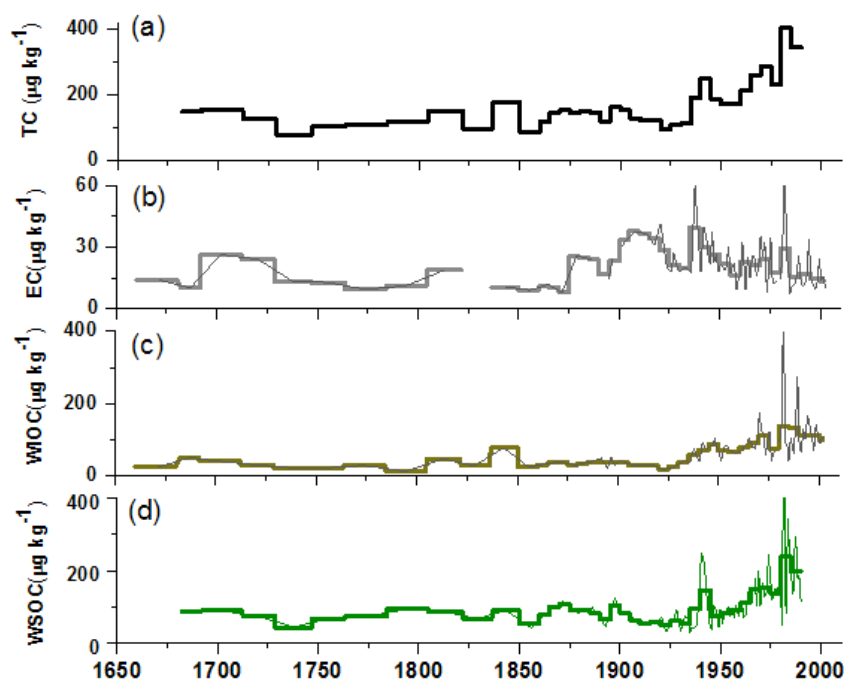 (a)
TC (µg kg⁻¹)
400
200
0
(b)
EC(µg kg⁻¹)
60
30
0
(c)
WIOC(µg kg⁻¹)
400
200
0
(d)
WSOC(µg kg⁻¹)
400
200
0
1650 1700 1750 1800 1850 1900 1950 2000